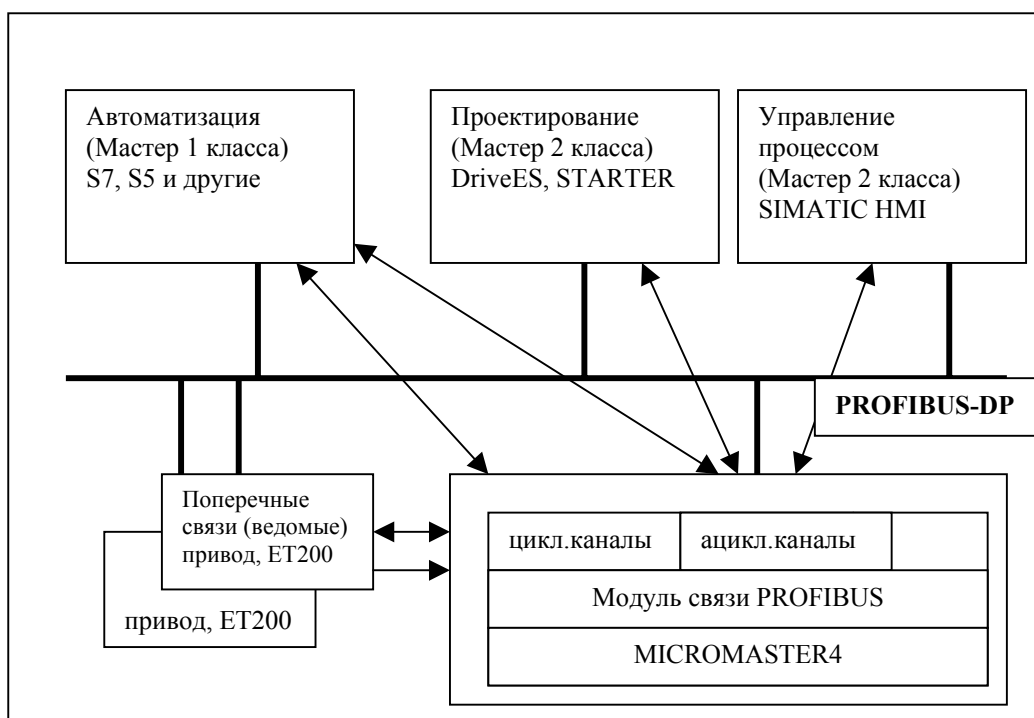 Автоматизация
(Мастер 1 класса)
S7, S5 и другие
Проектирование
(Мастер 2 класса)
DriveES, STARTER
Управление
процессом
(Мастер 2 класса)
SIMATIC HMI
PROFIBUS-DP
Поперечные
связи (ведомые)
привод, ET200
привод, ET200
цикл.каналы
ацикл.каналы
Модуль связи PROFIBUS
MICROMASTER4